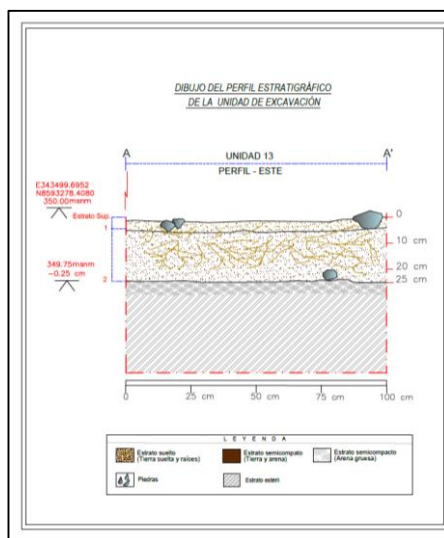 DIBUJO DEL PERFIL ESTRATIGRÁFICO
DE LA UNIDAD DE EXCAVACIÓN
A
UNIDAD 13
A'
PERFIL - ESTE
E343499.6952
N8593278.4080
350.00msnm
Estrato Sup.
1
349.75msnm
-0.25 cm
2
0
10 cm
20 cm
25 cm
0
25 cm
50 cm
75 cm
100 cm
LEYENDA
Estrato suelto
(Tierra suelta y raíces)
Estrato semicompato
(Tierra y arena)
Estrato semicompacto
(Arena gruesa)
Piedras
Estrato estéril